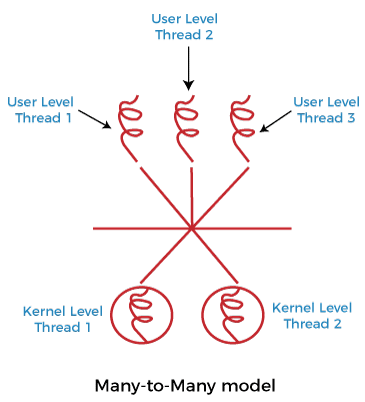 User Level
Thread 2
User Level
Thread 1
User Level
Thread 3
Kernel Level
Thread 1
Kernel Level
Thread 2
Many-to-Many model